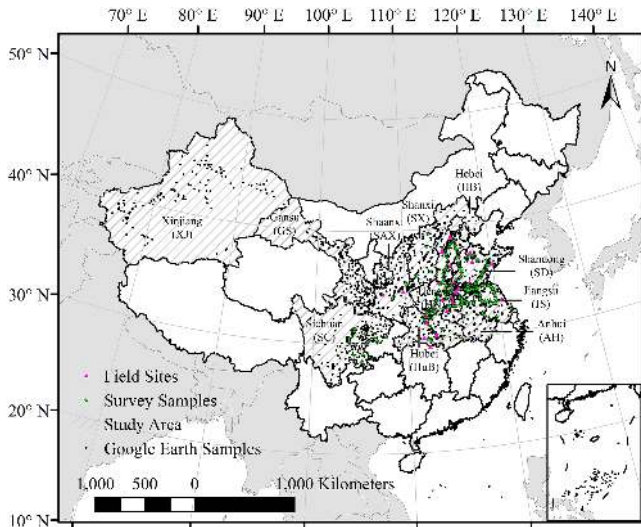 70° E 80° E 90° E 100° E 110° E 120° E 130° E 140° E
50° N
N
40° N
Hebei
(HB)
Shanxi
(SX)
Shaanxi
(SAX)
Gansu
(GS)
Xinjiang
(XJ)
30° N
Shandong
(SD)
Jiangsu
(JS)
Anhui
(AH)
Sichuan
(SC)
Hubei
(HuB)
Field Sites
Survey Samples
20° N
Study Area
Google Earth Samples
1,000 500 0 1,000 Kilometers
10° N